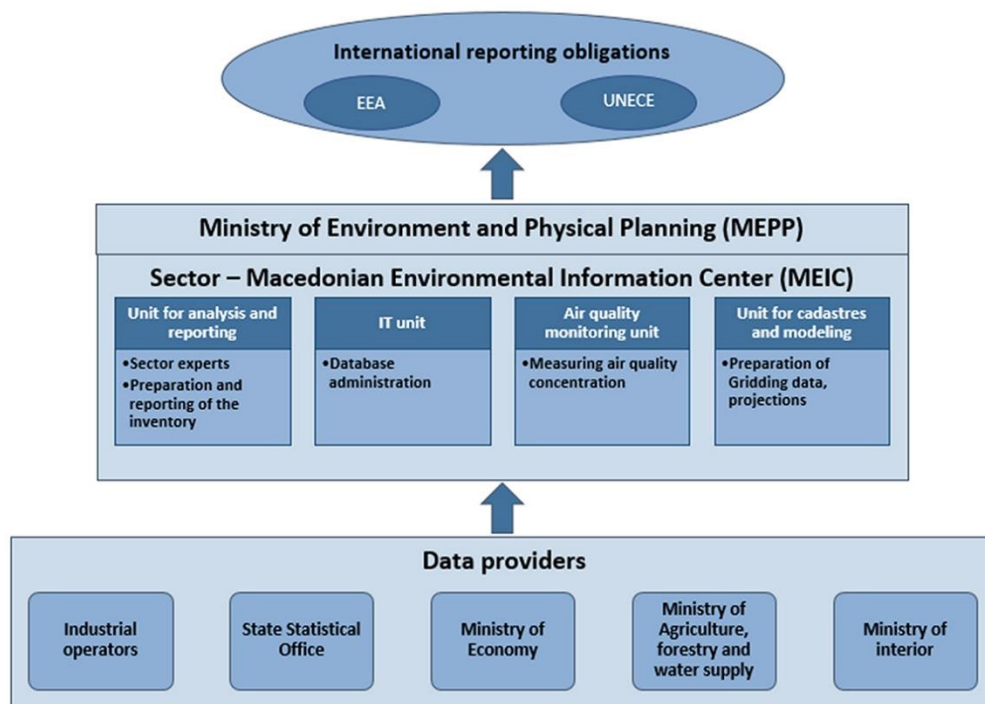 International reporting obligations
EEA
UNECE
Ministry of Environment and Physical Planning (MEPP)
Sector – Macedonian Environmental Information Center (MEIC)
Unit for analysis and
reporting
•Sector experts
•Preparation and
reporting of the
inventory
IT unit
•Database
administration
Air quality
monitoring unit
•Measuring air quality
concentration
Unit for cadastres
and modeling
•Preparation of
Gridding data,
projections
Data providers
Industrial
operators
State Statistical
Office
Ministry of
Economy
Ministry of
Agriculture,
forestry and
water supply
Ministry of
interior